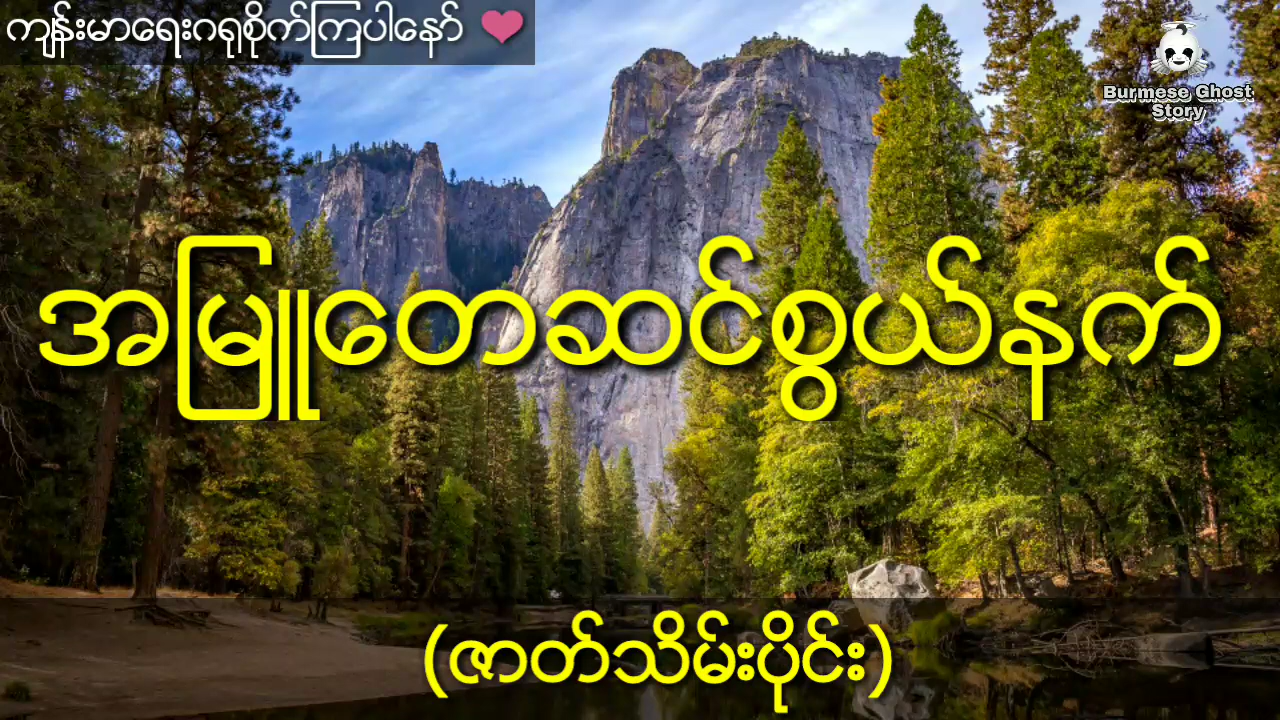 ကျန်းမာရေးဂရုစိုက်ကြပါနော် ❤
Burmese Ghost
Story
အမြူတေဆင်စွယ်နက်
(ဇာတ်သိမ်းပိုင်း)